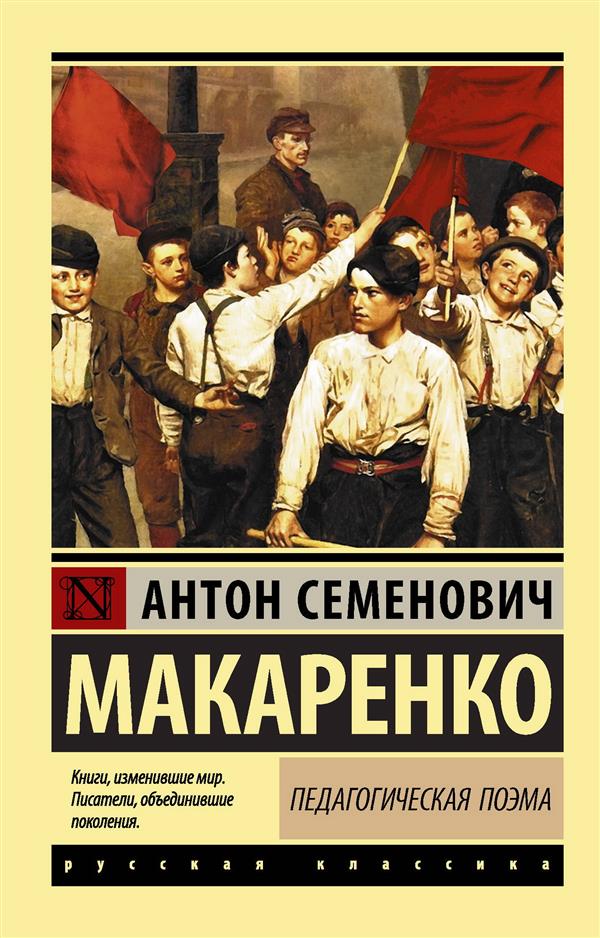 N
АНТОН СЕМЕНОВИЧ
МАКАРЕНКО
Книги, изменившие мир.
Писатели, объединившие
поколения.
ПЕДАГОГИЧЕСКАЯ ПОЭМА
русская классика